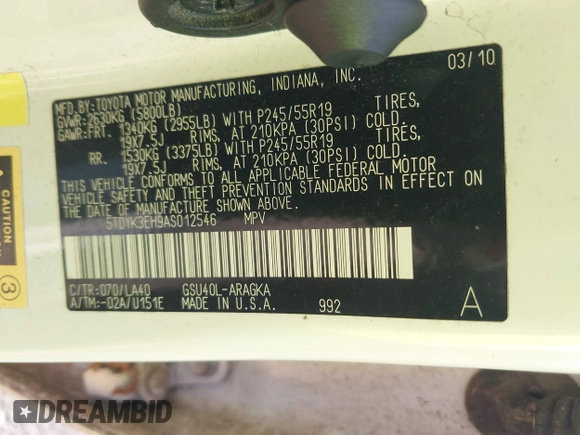 MFD.BY:TOYOTA MOTOR MANUFACTURING, INDIANA, INC. 03/10
GVWR:2630KG (5800LB)
GAWR:FRT. 1340KG (2955LB) WITH P245/55R19 TIRES,
19X7.5J RIMS, AT 210KPA (30PSI) COLD.
RR. 1530KG (3375LB) WITH P245/55R19 TIRES,
19X7.5J RIMS, AT 210KPA (30PSI) COLD.
THIS VEHICLE CONFORMS TO ALL APPLICABLE FEDERAL MOTOR
VEHICLE SAFETY AND THEFT PREVENTION STANDARDS IN EFFECT ON
THE DATE OF MANUFACTURE SHOWN ABOVE.
5TDYK3EH9AS012546 MPV
C/TR:070/LA40 GSU40L-ARAGKA
A/TM:-02A/U151E MADE IN U.S.A. 992 A
CAUTION
3
DREAMBID